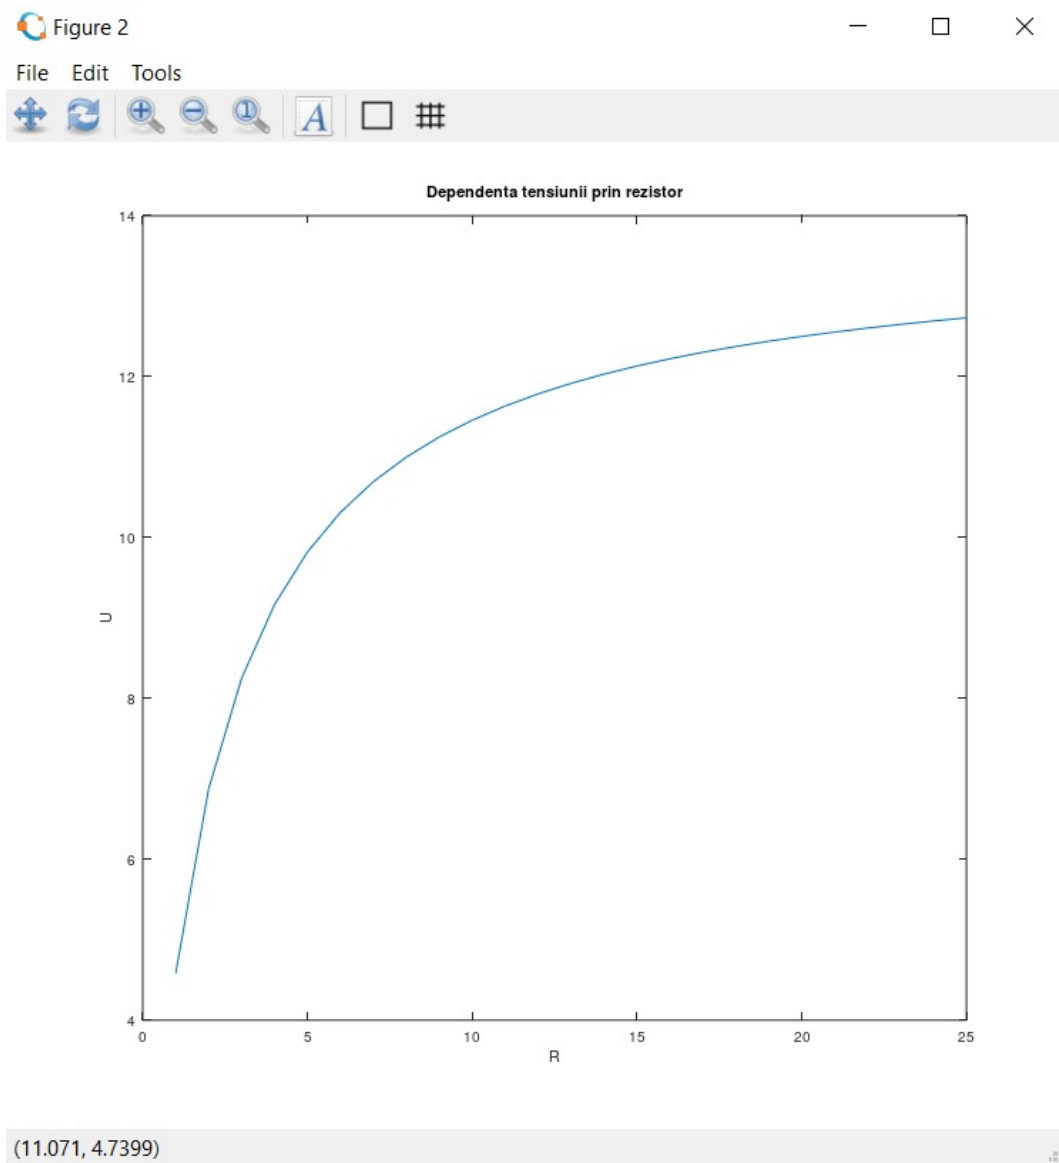 Figure 2
File Edit Tools
1 A
Dependenta tensiunii prin rezistor
14
12
10
8
6
4
U
0 5 10 15 20 25
R
(11.071, 4.7399)